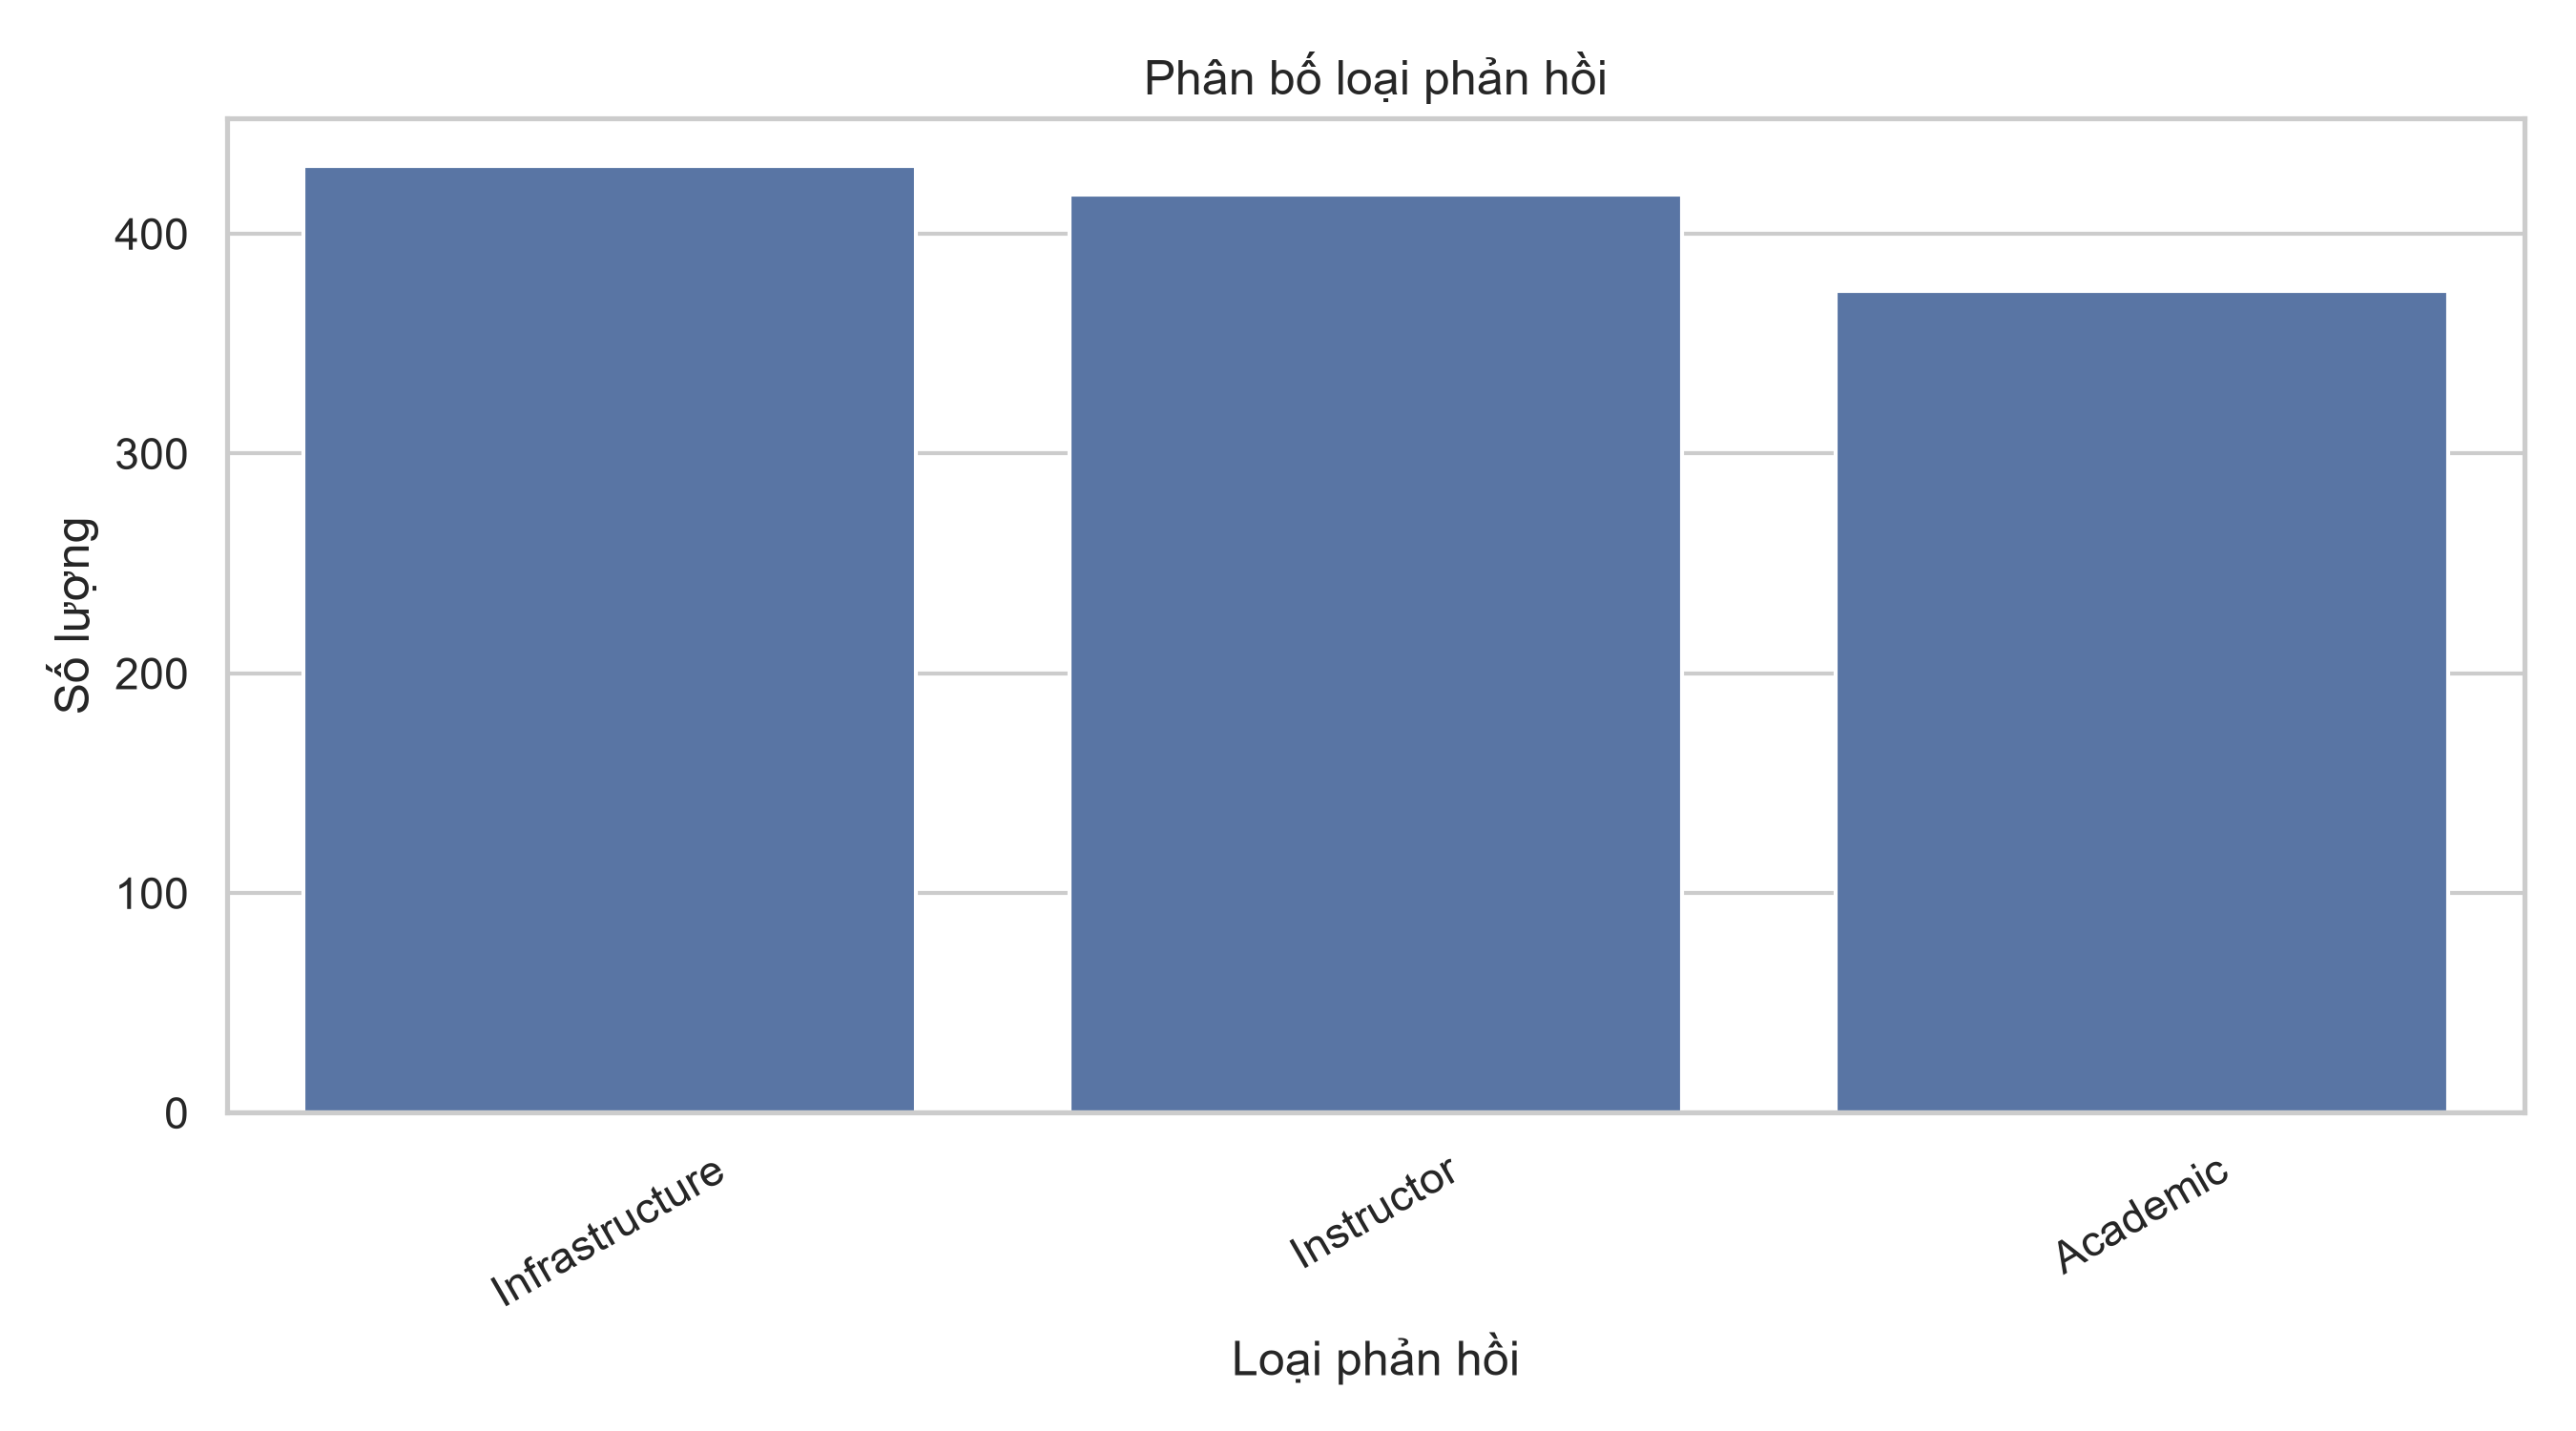 Phân bố loại phản hồi
Số lượng
400
300
200
100
0
Infrastructure
Instructor
Academic
Loại phản hồi